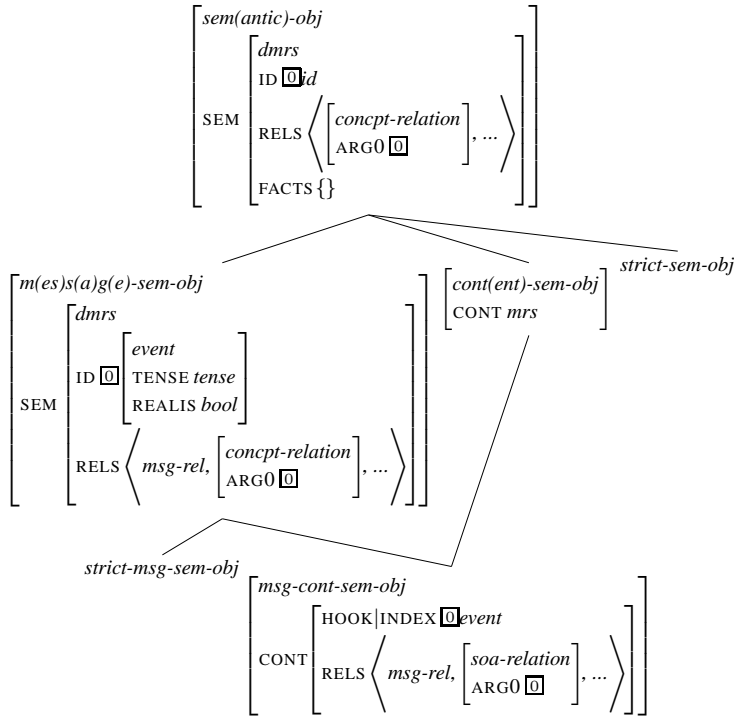 sem(antic)-obj
dmrs
ID 0 id
SEM
RELS ⟨ concpt-relation
ARG0 0 , ... ⟩
FACTS {}
m(es)s(a)g(e)-sem-obj
dmrs
event
ID 0 TENSE tense
REALIS bool
SEM
RELS ⟨ msg-rel, concpt-relation
ARG0 0 , ... ⟩
cont(ent)-sem-obj
CONT mrs
strict-sem-obj
strict-msg-sem-obj
msg-cont-sem-obj
HOOK|INDEX 0 event
CONT
RELS ⟨ msg-rel, soa-relation
ARG0 0 , ... ⟩